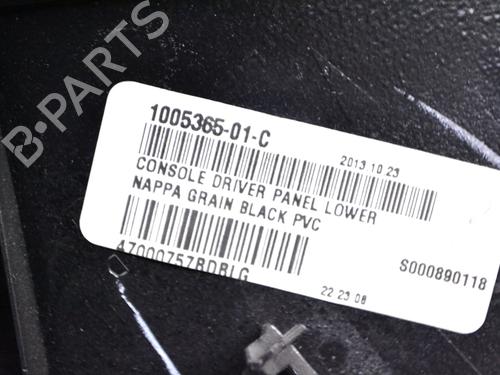 B-PARTS
1005365-01-C
2013 10 23
CONSOLE DRIVER PANEL LOWER
NAPPA GRAIN BLACK PVC
S000890118
22 23 08